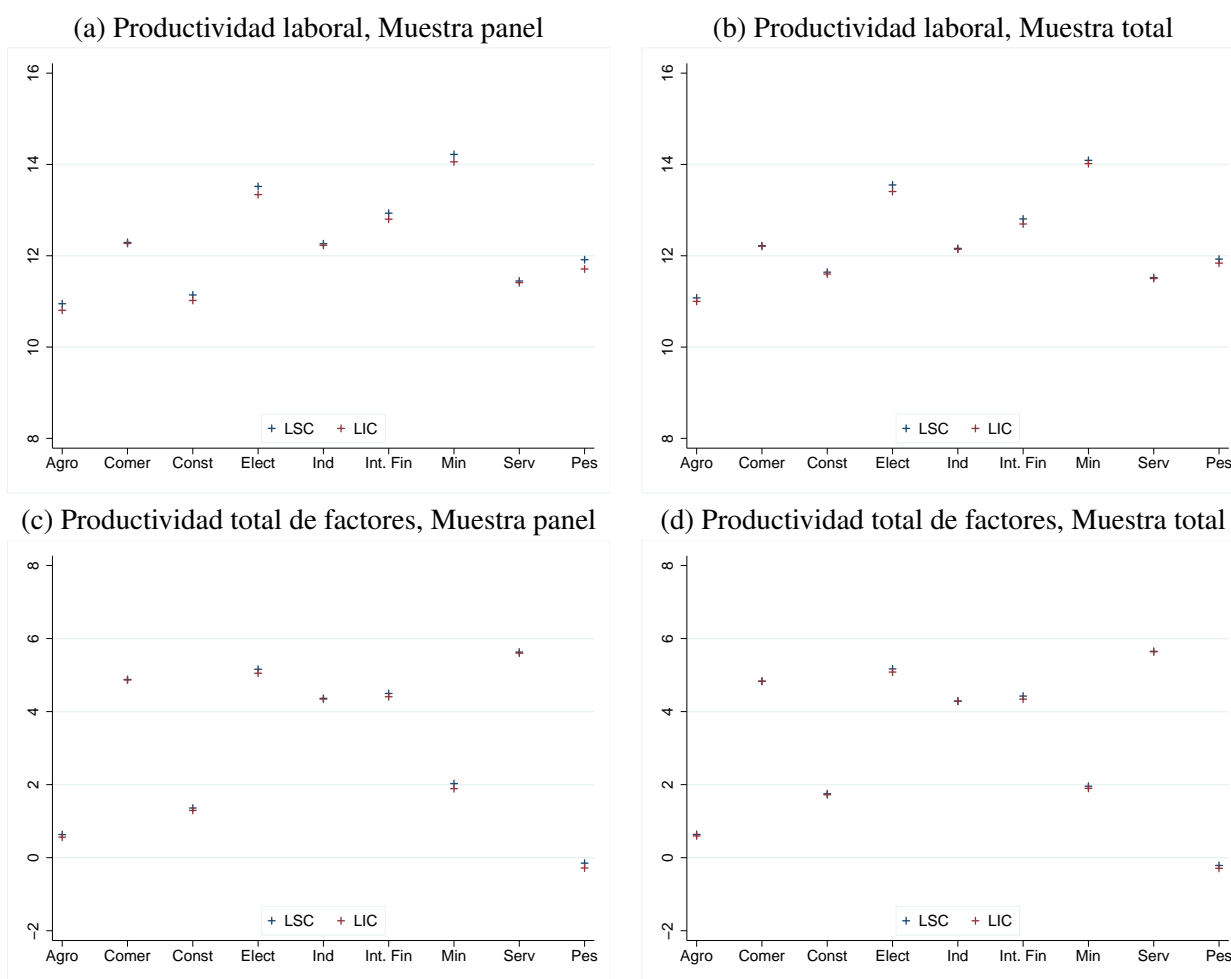 (a) Productividad laboral, Muestra panel
16
14
12
10
8
LSC LIC
Agro Comer Const Elect Ind Int. Fin Min Serv Pes
(b) Productividad laboral, Muestra total
16
14
12
10
8
LSC LIC
Agro Comer Const Elect Ind Int. Fin Min Serv Pes
(c) Productividad total de factores, Muestra panel
8
6
4
2
0
−2
LSC LIC
Agro Comer Const Elect Ind Int. Fin Min Serv Pes
(d) Productividad total de factores, Muestra total
8
6
4
2
0
−2
LSC LIC
Agro Comer Const Elect Ind Int. Fin Min Serv Pes